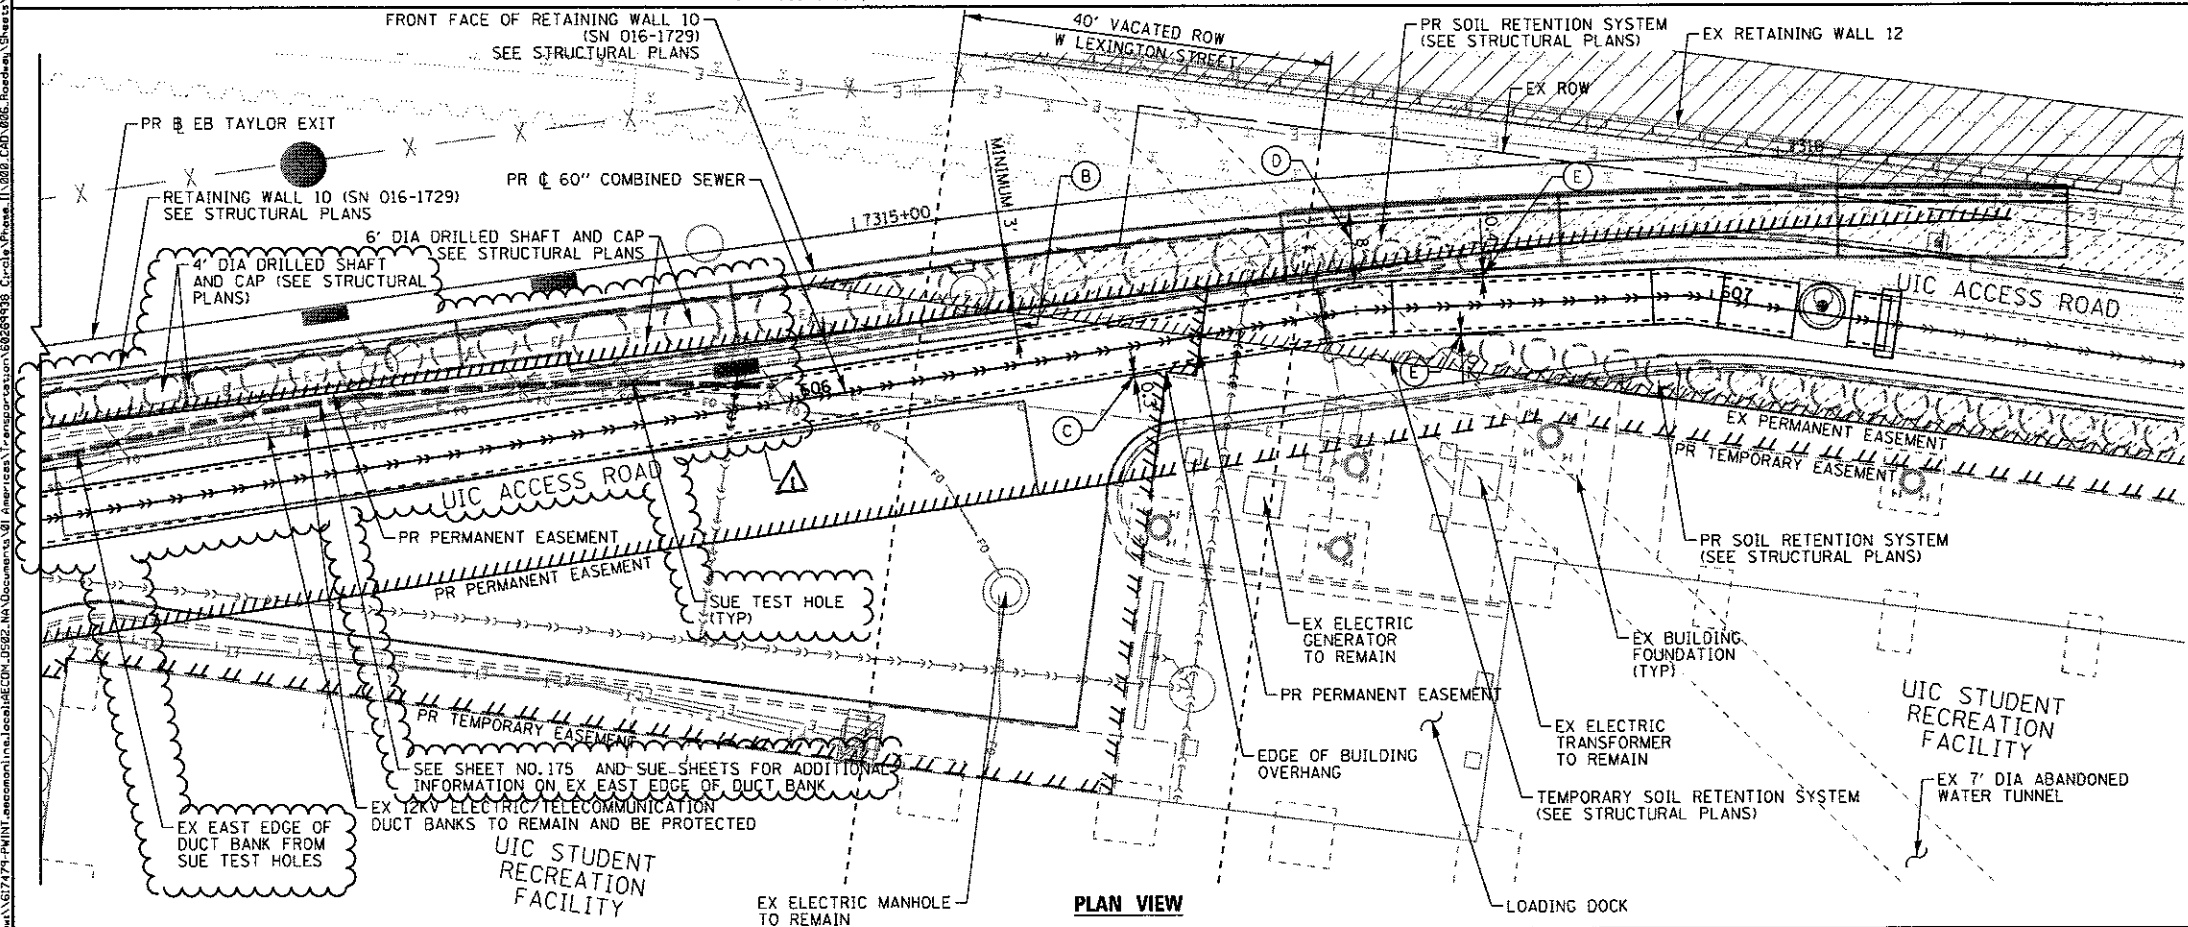 FRONT FACE OF RETAINING WALL 10
(SN 016-1729)
SEE STRUCTURAL PLANS
40' VACATED ROW
W LEXINGTON STREET
PR SOIL RETENTION SYSTEM
(SEE STRUCTURAL PLANS)
EX RETAINING WALL 12
EX ROW
PR B EB TAYLOR EXIT
RETAINING WALL 10 (SN 016-1729)
SEE STRUCTURAL PLANS
PR ℄ 60" COMBINED SEWER
MINIMUM 3'
B
D
E
7315+00
6' DIA DRILLED SHAFT AND CAP
SEE STRUCTURAL PLANS
4' DIA DRILLED SHAFT
AND CAP (SEE STRUCTURAL
PLANS)
UIC ACCESS ROAD
607
606
E
C
6.5'
EX PERMANENT EASEMENT
PR TEMPORARY EASEMENT
UIC ACCESS ROAD
1
PR PERMANENT EASEMENT
PR PERMANENT EASEMENT
SUE TEST HOLE
(TYP)
PR SOIL RETENTION SYSTEM
(SEE STRUCTURAL PLANS)
EX ELECTRIC
GENERATOR
TO REMAIN
EX BUILDING
FOUNDATION
(TYP)
PR PERMANENT EASEMENT
UIC STUDENT
RECREATION
FACILITY
PR TEMPORARY EASEMENT
EX ELECTRIC
TRANSFORMER
TO REMAIN
EDGE OF BUILDING
OVERHANG
SEE SHEET NO.175 AND SUE SHEETS FOR ADDITIONAL
INFORMATION ON EX EAST EDGE OF DUCT BANK
EX 12KV ELECTRIC/TELECOMMUNICATION
DUCT BANKS TO REMAIN AND BE PROTECTED
EX 7' DIA ABANDONED
WATER TUNNEL
TEMPORARY SOIL RETENTION SYSTEM
(SEE STRUCTURAL PLANS)
EX EAST EDGE OF
DUCT BANK FROM
SUE TEST HOLES
UIC STUDENT
RECREATION
FACILITY
EX ELECTRIC MANHOLE
TO REMAIN
PLAN VIEW
LOADING DOCK